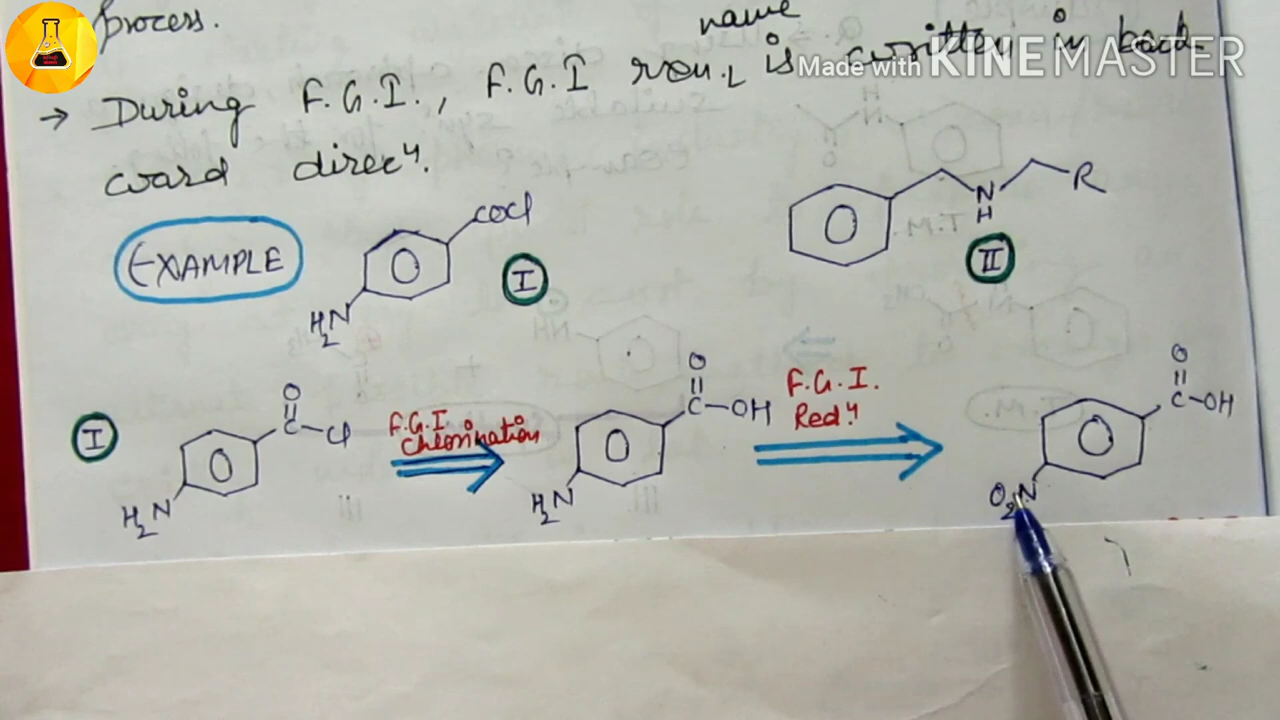 process.
name
→ During F.G.I., F.G.I rxn. is written in back
ward direcⁿ.
Made with KINEMASTER
EXAMPLE
COCl
H₂N
I
N
H
R
II
T.M.
I
O
C-Cl
H₂N
F.G.I.
Chlorination
O
C-OH
H₂N
F.G.I.
Redⁿ.
O
C-OH
O₂N